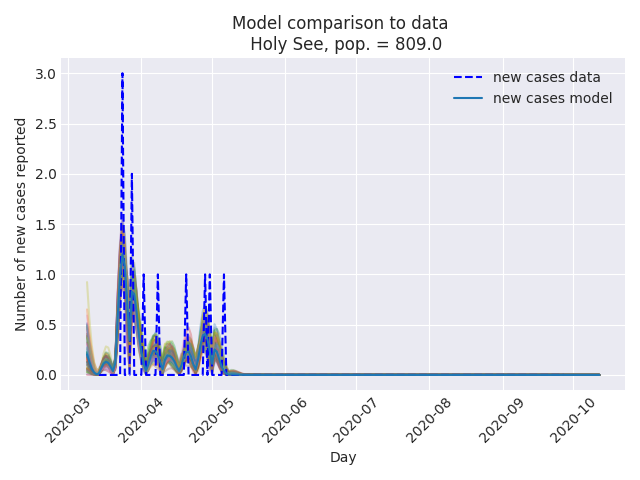 Model comparison to data
Holy See, pop. = 809.0
new cases data
new cases model
Number of new cases reported
3.0
2.5
2.0
1.5
1.0
0.5
0.0
2020-03
2020-04
2020-05
2020-06
2020-07
2020-08
2020-09
2020-10
Day